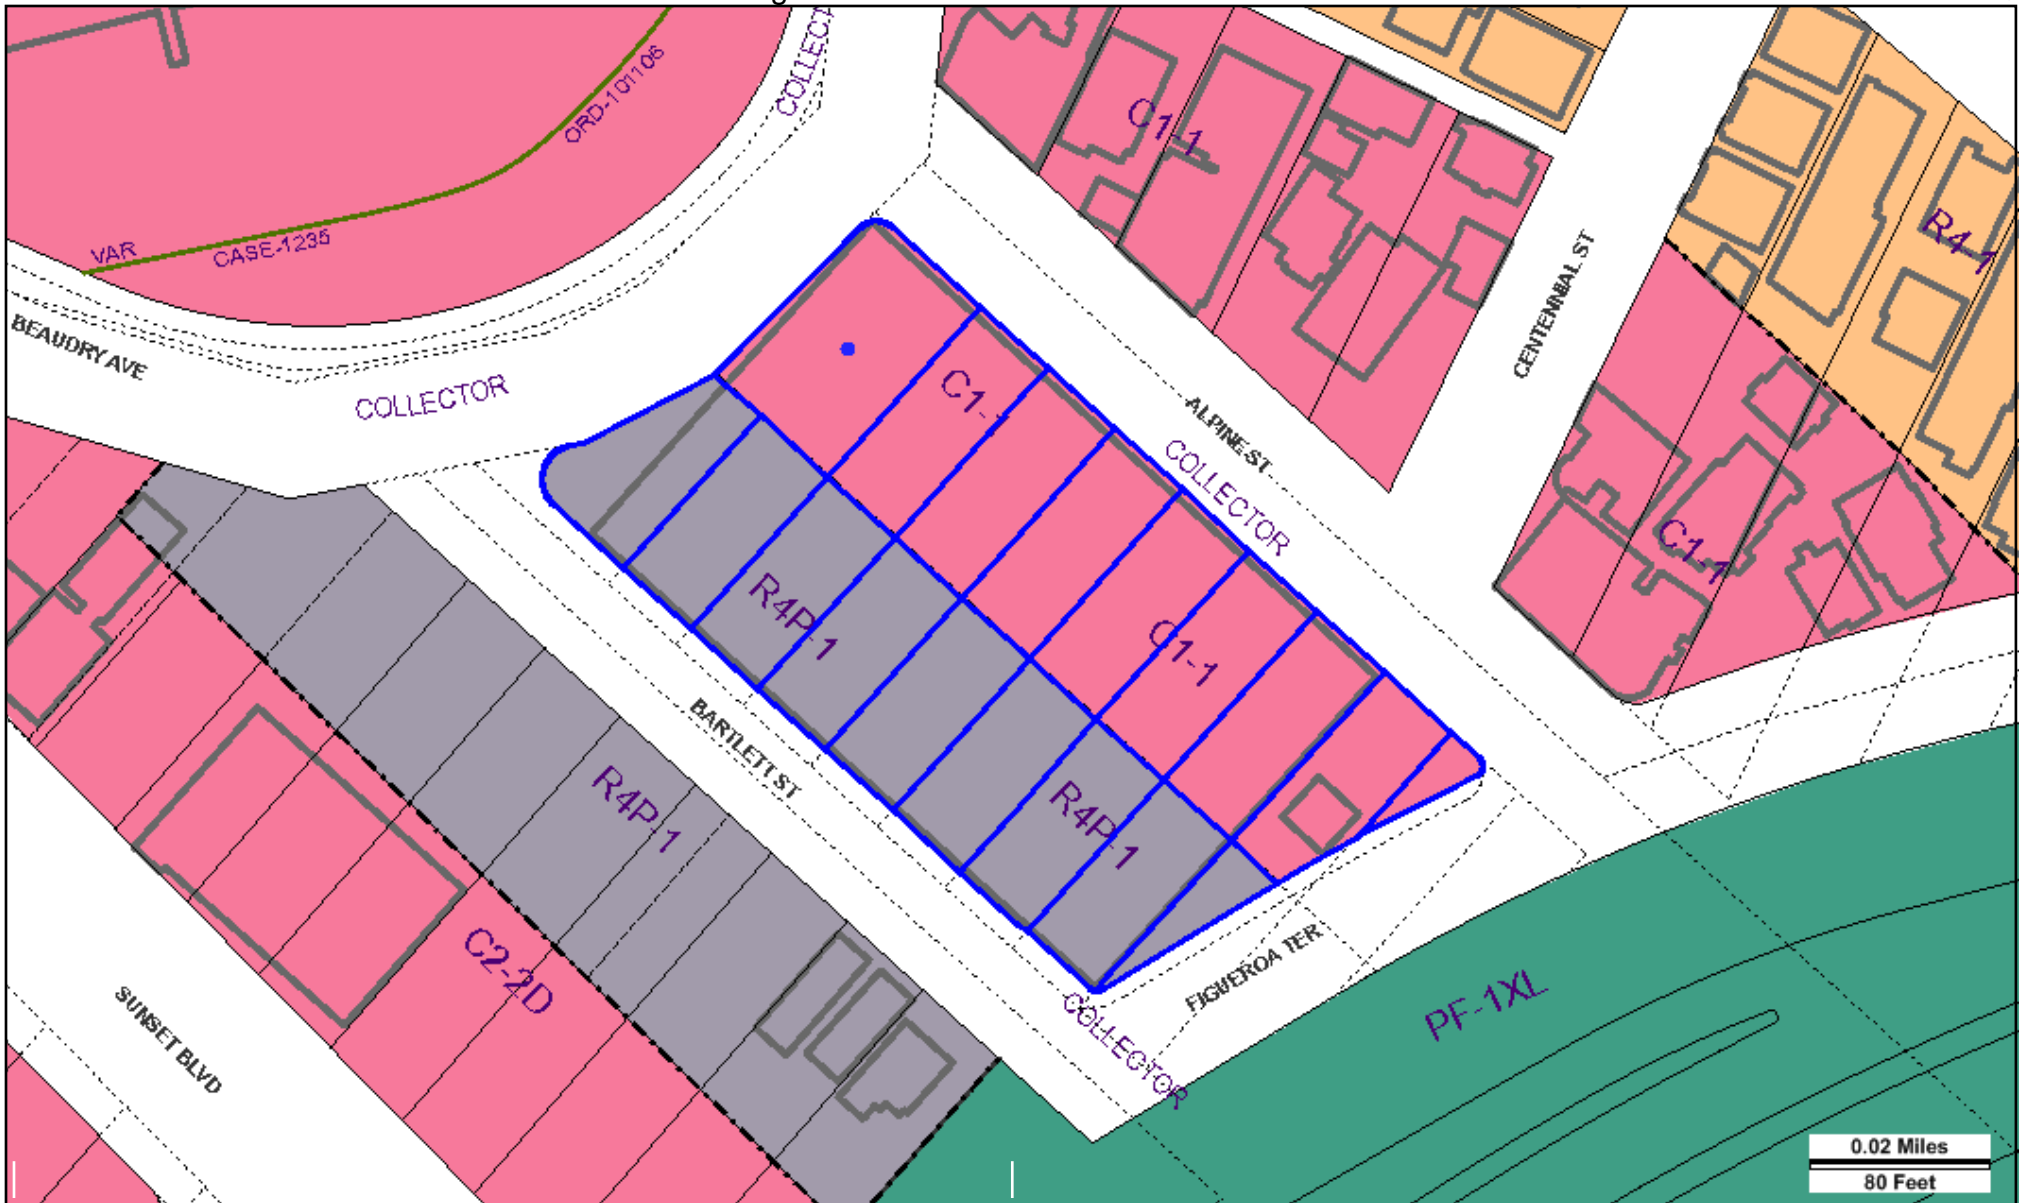 COLLECT
ORD-101106
C1-1
VAR
CASE-1235
R4-1
CENTENNIAL ST
BEAUDRY AVE
COLLECTOR
C1-1
ALPINE ST
COLLECTOR
C1-1
R4P-1
C1-1
BARTLETT ST
R4P-1
R4P-1
C2-2D
FIGUEROA TER
PF-1XL
COLLECTOR
SUNSET BLVD
0.02 Miles
80 Feet